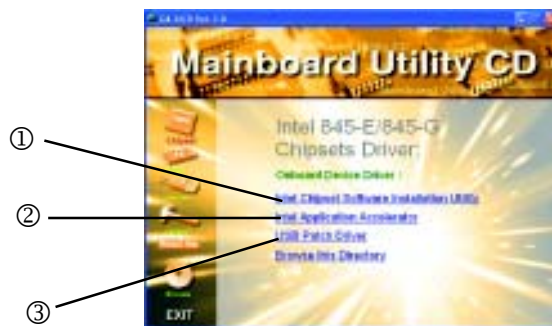 Mainboard Utility CD
Intel 845-E/845-G
Chipsets Driver:
Onboard Device Driver :
① Intel Chipset Software Installation Utility
② Intel Application Accelerator
③ USB Patch Driver
Browse this Directory
EXIT